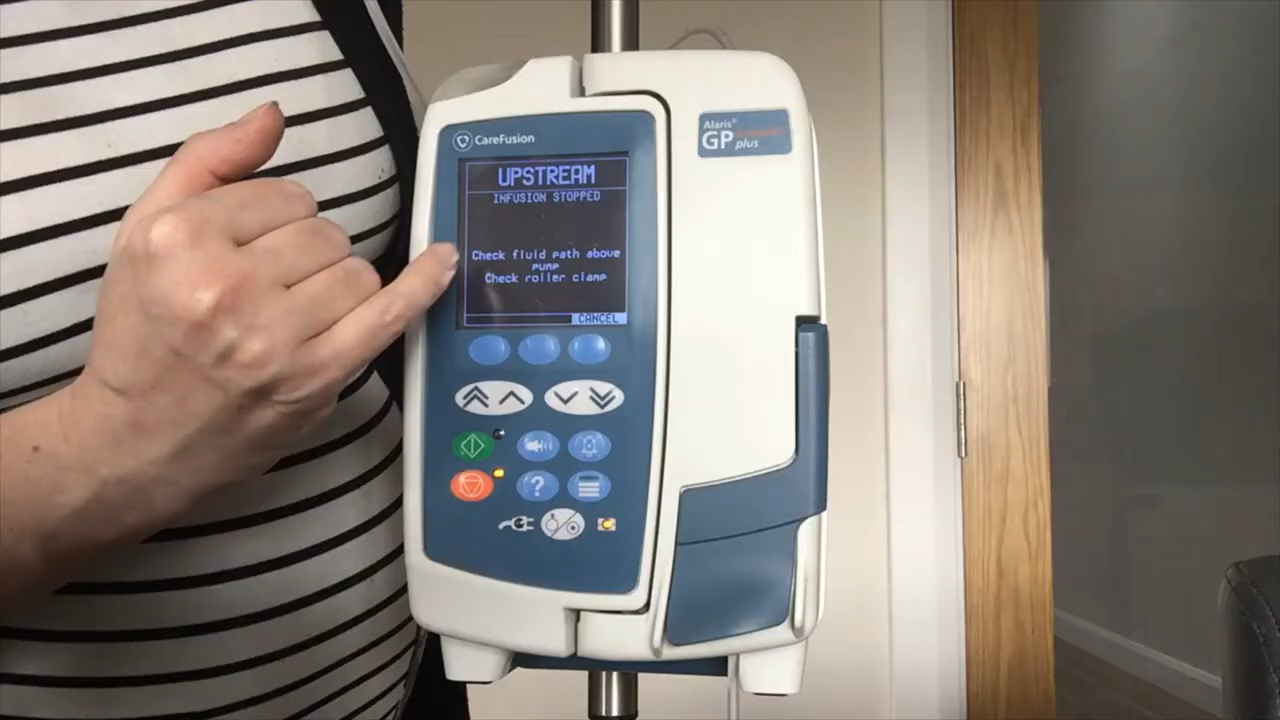 CareFusion
UPSTREAM
INFUSION STOPPED
Check fluid path above
pump
Check roller clamp
CANCEL
?
Alaris®
GP
plus